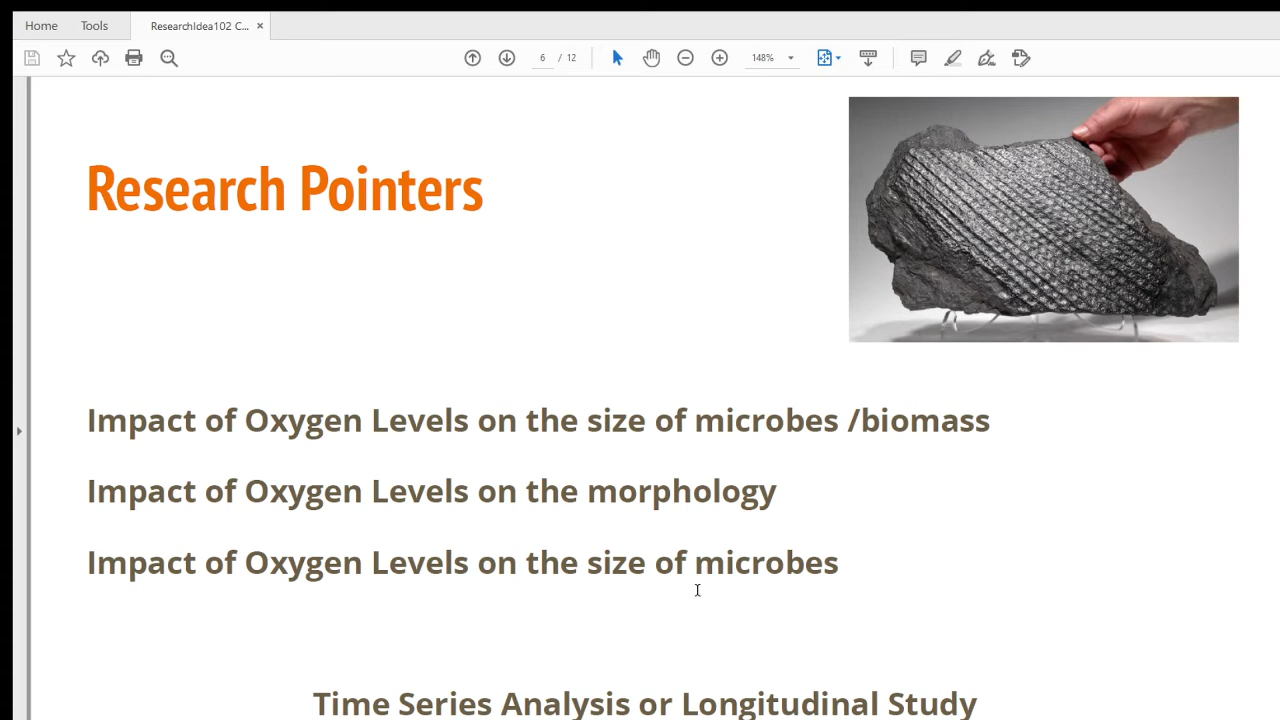 Home Tools ResearchIdea102 C... ×
6 / 12 148%
Research Pointers
Impact of Oxygen Levels on the size of microbes /biomass
Impact of Oxygen Levels on the morphology
Impact of Oxygen Levels on the size of microbes
Time Series Analysis or Longitudinal Study